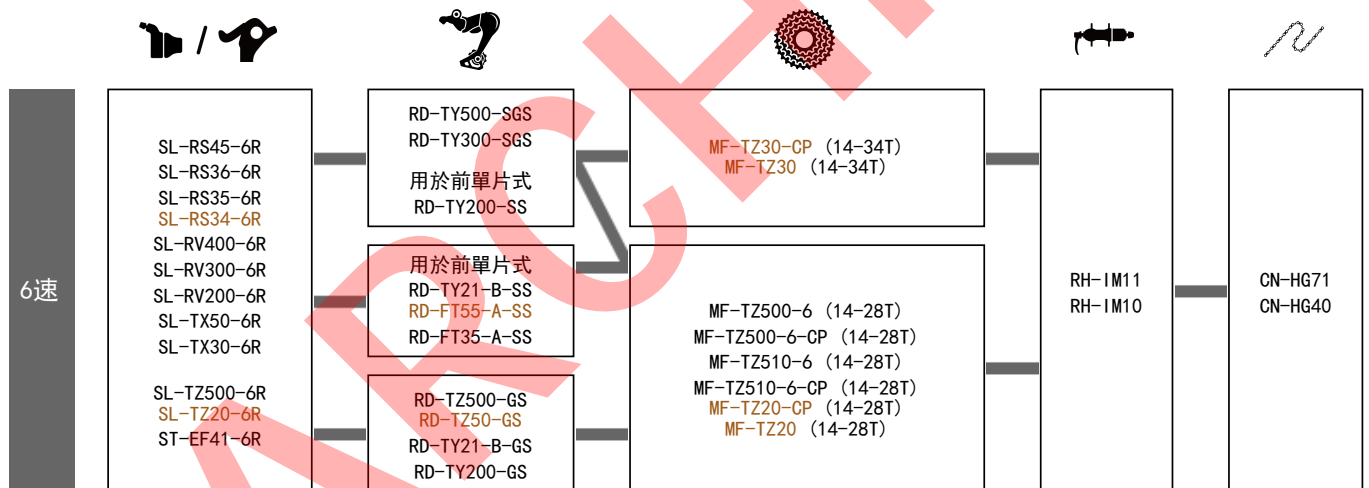 6速
SL-RS45-6R
SL-RS36-6R
SL-RS35-6R
SL-RS34-6R
SL-RV400-6R
SL-RV300-6R
SL-RV200-6R
SL-TX50-6R
SL-TX30-6R
SL-TZ500-6R
SL-TZ20-6R
ST-EF41-6R
RD-TY500-SGS
RD-TY300-SGS
用於前單片式
RD-TY200-SS
用於前單片式
RD-TY21-B-SS
RD-FT55-A-SS
RD-FT35-A-SS
RD-TZ500-GS
RD-TZ50-GS
RD-TY21-B-GS
RD-TY200-GS
MF-TZ30-CP (14-34T)
MF-TZ30 (14-34T)
MF-TZ500-6 (14-28T)
MF-TZ500-6-CP (14-28T)
MF-TZ510-6 (14-28T)
MF-TZ510-6-CP (14-28T)
MF-TZ20-CP (14-28T)
MF-TZ20 (14-28T)
RH-IM11
RH-IM10
CN-HG71
CN-HG40